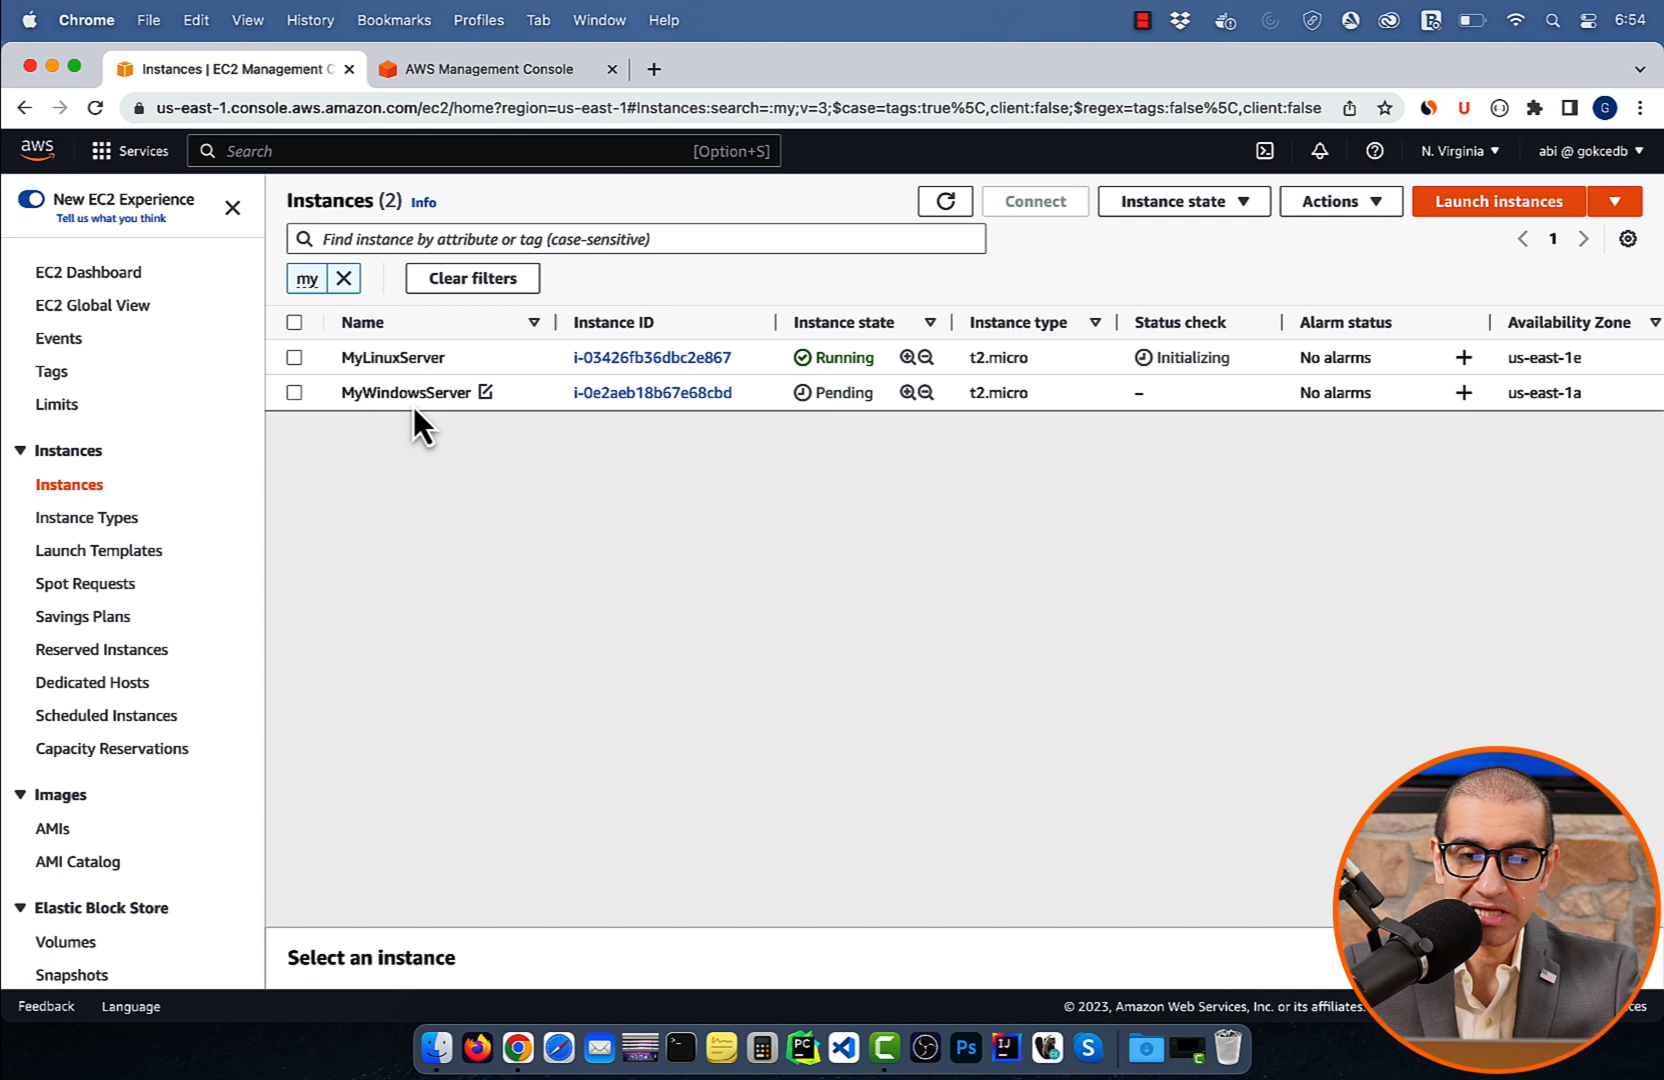 Chrome File Edit View History Bookmarks Profiles Tab Window Help 6:54
Instances | EC2 Management C AWS Management Console
us-east-1.console.aws.amazon.com/ec2/home?region=us-east-1#Instances:search=:my;v=3;$case=tags:true%5C,client:false;$regex=tags:false%5C,client:false U G
aws Services Search [Option+S] N. Virginia abi @ gokcedb
New EC2 Experience
Tell us what you think
Instances (2) Info Connect Instance state Actions Launch instances
Find instance by attribute or tag (case-sensitive) 1
my Clear filters
Name Instance ID Instance state Instance type Status check Alarm status Availability Zone
MyLinuxServer i-03426fb36dbc2e867 Running t2.micro Initializing No alarms us-east-1e
MyWindowsServer i-0e2aeb18b67e68cbd Pending t2.micro – No alarms us-east-1a
EC2 Dashboard
EC2 Global View
Events
Tags
Limits
Instances
Instances
Instance Types
Launch Templates
Spot Requests
Savings Plans
Reserved Instances
Dedicated Hosts
Scheduled Instances
Capacity Reservations
Images
AMIs
AMI Catalog
Elastic Block Store
Volumes
Snapshots
Select an instance
Feedback Language © 2023, Amazon Web Services, Inc. or its affiliates.
PC Ps IJ S